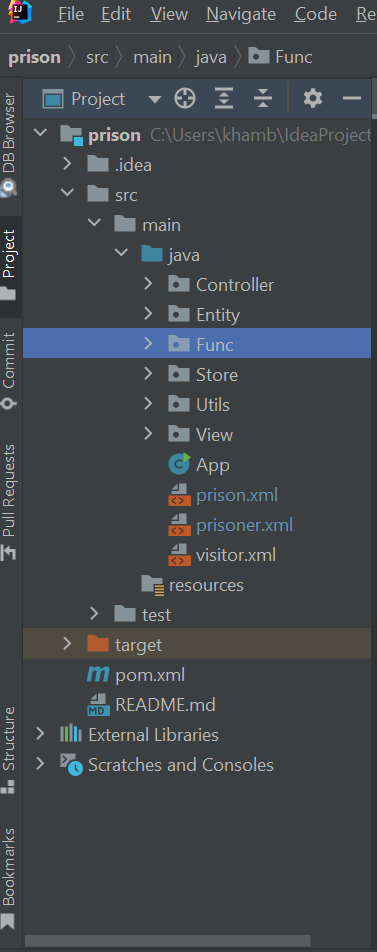 File Edit View Navigate Code Re
prison src main java Func
Project
prison C:\Users\khamb\IdeaProject
.idea
src
main
java
Controller
Entity
Func
Store
Utils
View
App
prison.xml
prisoner.xml
visitor.xml
resources
test
target
pom.xml
README.md
External Libraries
Scratches and Consoles
DB Browser
Project
Commit
Pull Requests
Structure
Bookmarks